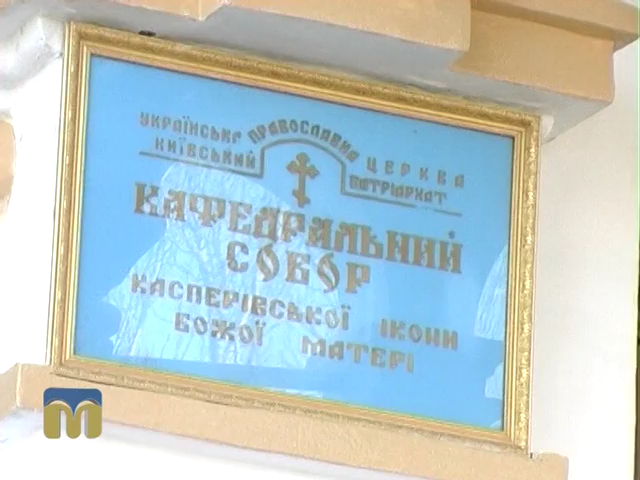 УКРАЇНСЬКА ПРАВОСЛАВНА ЦЕРКВА
КИЇВСЬКИЙ ПАТРІАРХАТ
КАФЕДРАЛЬНИЙ
СОБОР
КАСПЕРІВСЬКОЇ ІКОНИ
БОЖОЇ МАТЕРІ
М